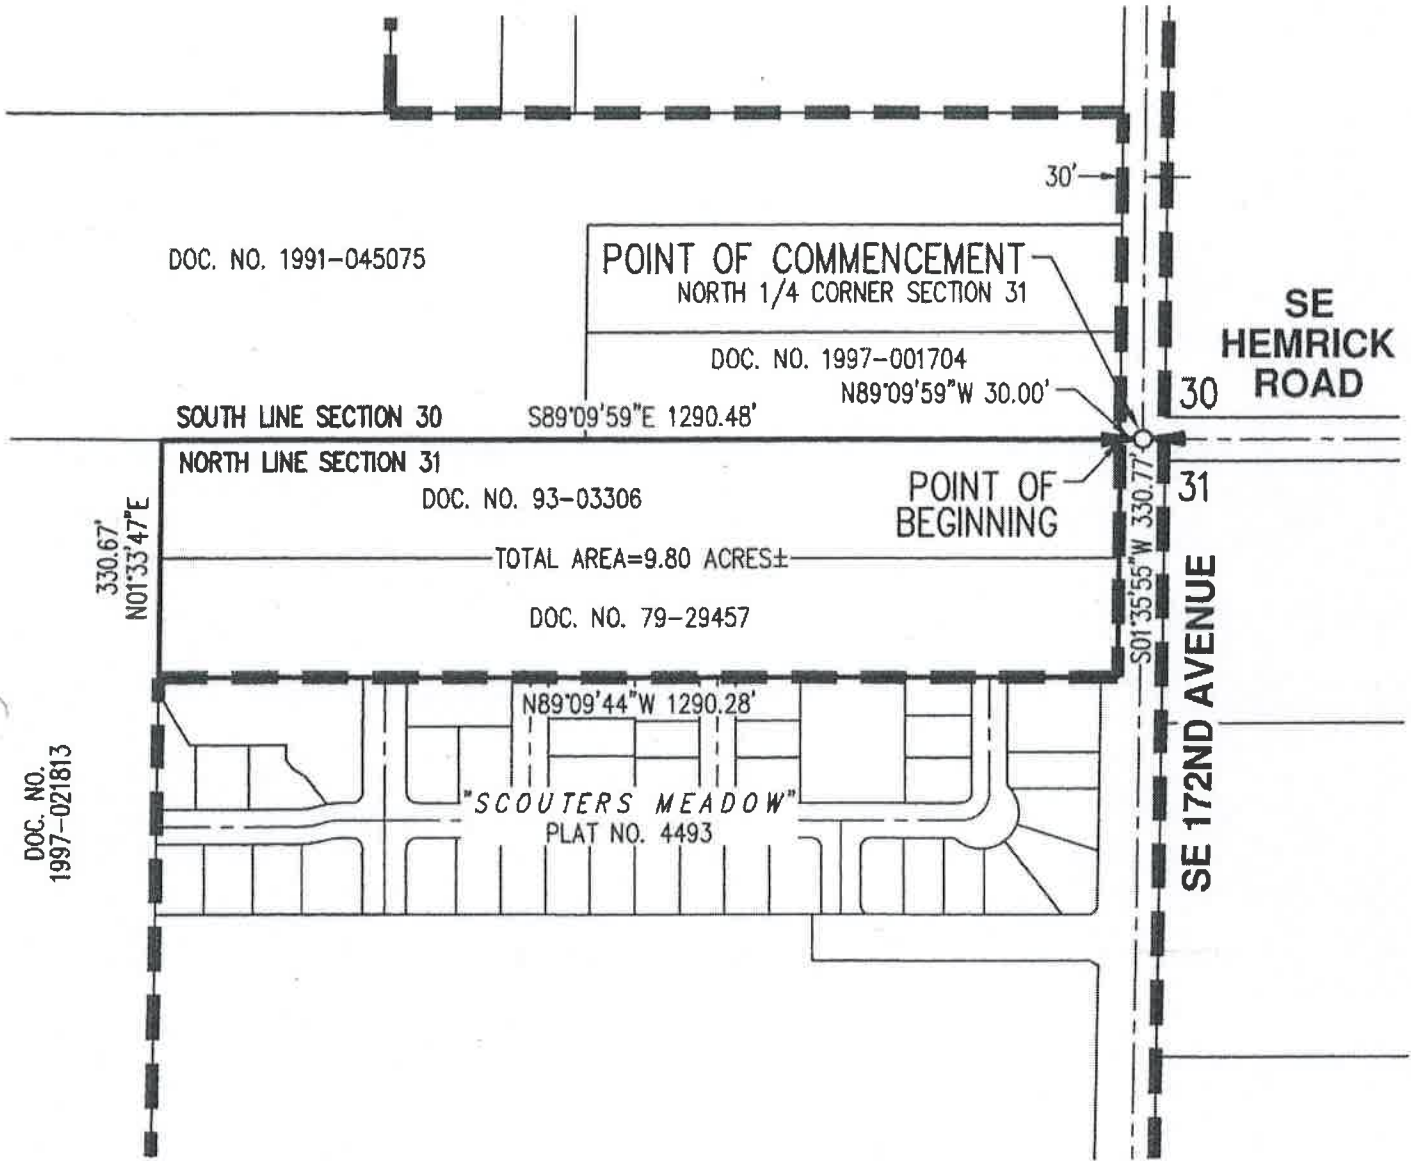 30'
DOC. NO. 1991-045075
POINT OF COMMENCEMENT
NORTH 1/4 CORNER SECTION 31
SE
HEMRICK
ROAD
DOC. NO. 1997-001704
N89°09'59"W 30.00'
30
SOUTH LINE SECTION 30
S89°09'59"E 1290.48'
NORTH LINE SECTION 31
31
DOC. NO. 93-03306
POINT OF
BEGINNING
330.67'
N01°33'47"E
S01°35'55"W 330.77'
TOTAL AREA=9.80 ACRES±
DOC. NO. 79-29457
SE 172ND AVENUE
N89°09'44"W 1290.28'
DOC. NO.
1997-021813
"SCOUTERS MEADOW"
PLAT NO. 4493